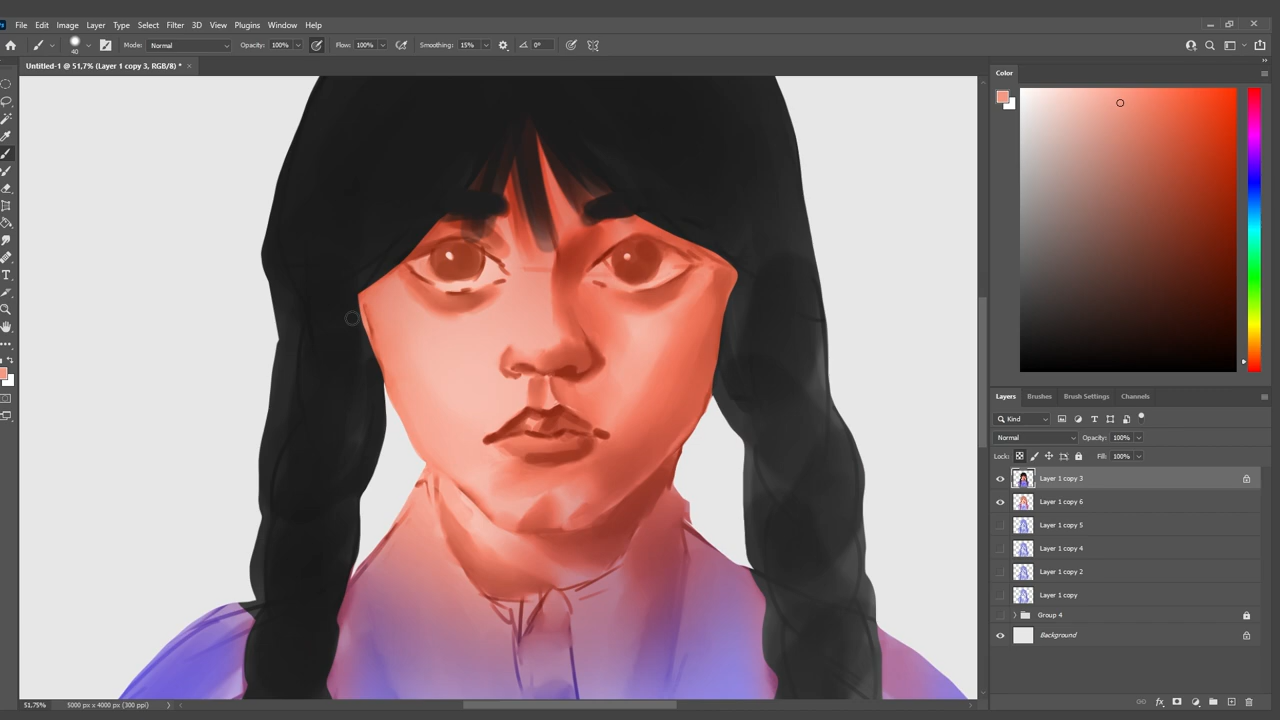 Ps File Edit Image Layer Type Select Filter 3D View Plugins Window Help
40 Mode: Normal Opacity: 100% Flow: 100% Smoothing: 15% 0°
Untitled-1 @ 51,7% (Layer 1 copy 3, RGB/8) * ×
Color
Layers Brushes Brush Settings Channels
Kind
Normal Opacity: 100%
Lock: Fill: 100%
Layer 1 copy 3
Layer 1 copy 6
Layer 1 copy 5
Layer 1 copy 4
Layer 1 copy 2
Layer 1 copy
Group 4
Background
51,75% 5000 px x 4000 px (300 ppi)